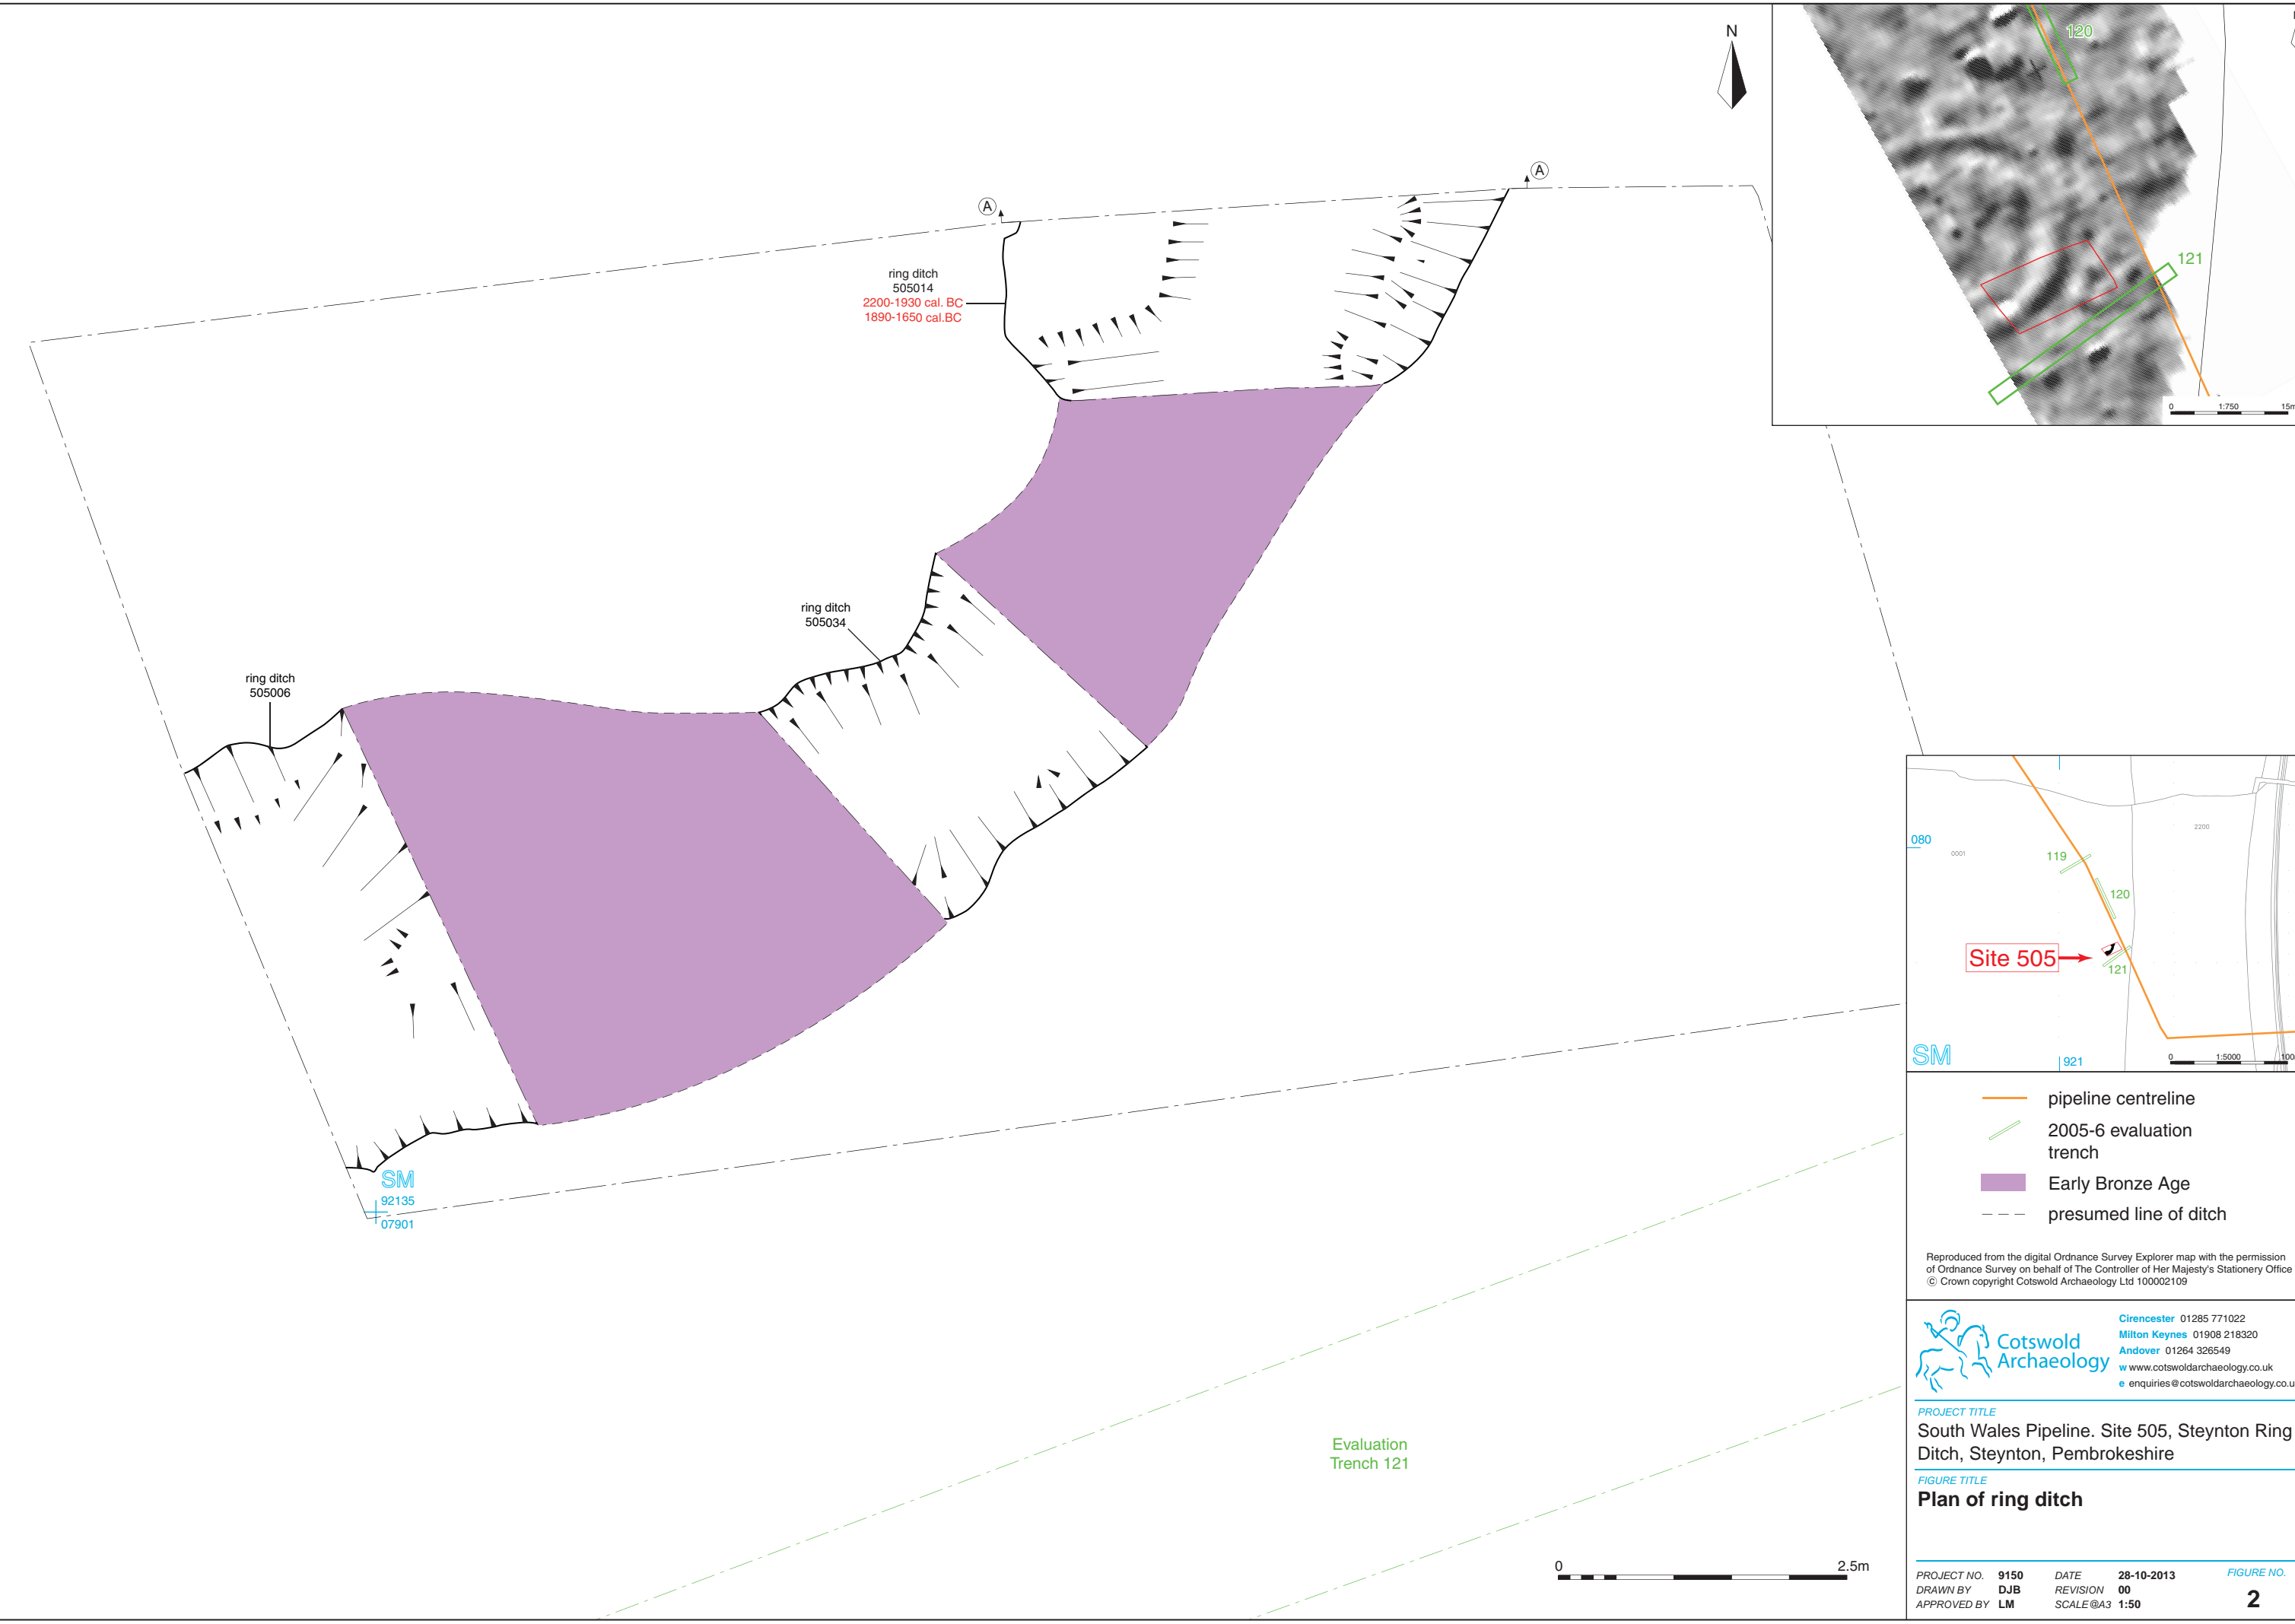 N
A
A
ring ditch
505014
2200-1930 cal. BC
1890-1650 cal.BC
ring ditch
505034
ring ditch
505006
SM
92135
07901
Evaluation
Trench 121
0
2.5m
120
121
0
1:750
080
0001
2200
119
120
Site 505
121
SM
921
0
1:5000
pipeline centreline
2005-6 evaluation
trench
Early Bronze Age
presumed line of ditch
Reproduced from the digital Ordnance Survey Explorer map with the permission
of Ordnance Survey on behalf of The Controller of Her Majesty's Stationery Office
© Crown copyright Cotswold Archaeology Ltd 100002109
Cotswold
Archaeology
Cirencester 01285 771022
Milton Keynes 01908 218320
Andover 01264 326549
w www.cotswoldarchaeology.co.uk
e enquiries@cotswoldarchaeology.co.u
PROJECT TITLE
South Wales Pipeline. Site 505, Steynton Ring
Ditch, Steynton, Pembrokeshire
FIGURE TITLE
Plan of ring ditch
PROJECT NO. 9150 DATE 28-10-2013
DRAWN BY DJB REVISION 00
APPROVED BY LM SCALE@A3 1:50
FIGURE NO.
2